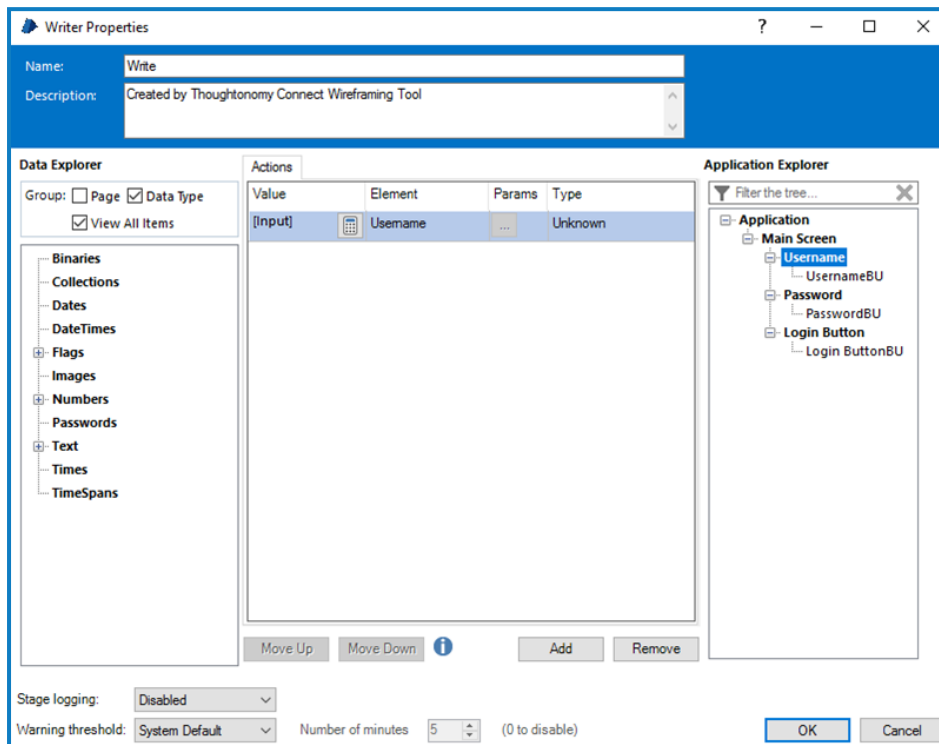 Writer Properties
?
Name: Write
Description: Created by Thoughtonomy Connect Wireframing Tool
Data Explorer
Group: Page Data Type
View All Items
Binaries
Collections
Dates
DateTimes
Flags
Images
Numbers
Passwords
Text
Times
TimeSpans
Actions
Value Element Params Type
[Input] Username ... Unknown
Move Up Move Down i Add Remove
Application Explorer
Filter the tree...
Application
Main Screen
Username
UsernameBU
Password
PasswordBU
Login Button
Login ButtonBU
Stage logging: Disabled
Warning threshold: System Default Number of minutes 5 (0 to disable)
OK Cancel